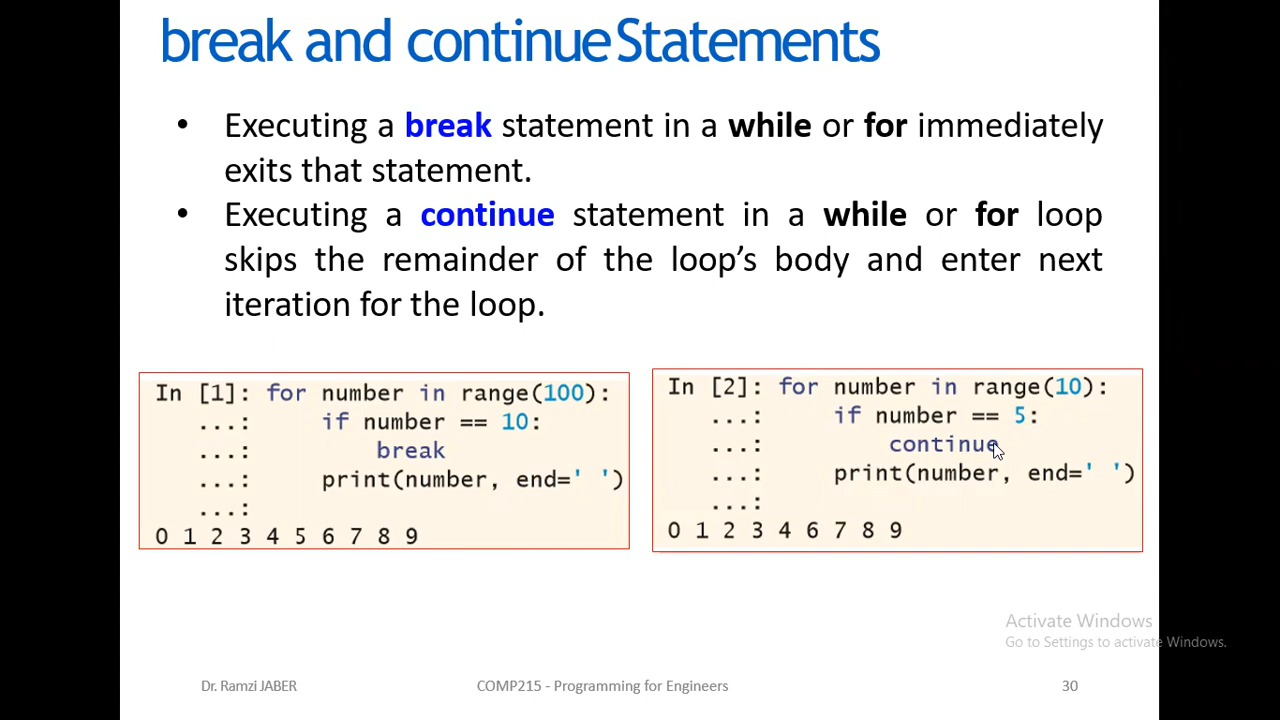 break and continue Statements
• Executing a break statement in a while or for immediately
exits that statement.
• Executing a continue statement in a while or for loop
skips the remainder of the loop's body and enter next
iteration for the loop.
In [1]: for number in range(100):
...: if number == 10:
...: break
...: print(number, end=' ')
...:
0 1 2 3 4 5 6 7 8 9
In [2]: for number in range(10):
...: if number == 5:
...: continue
...: print(number, end=' ')
...:
0 1 2 3 4 6 7 8 9
Activate Windows
Go to Settings to activate Windows.
Dr. Ramzi JABER COMP215 - Programming for Engineers 30